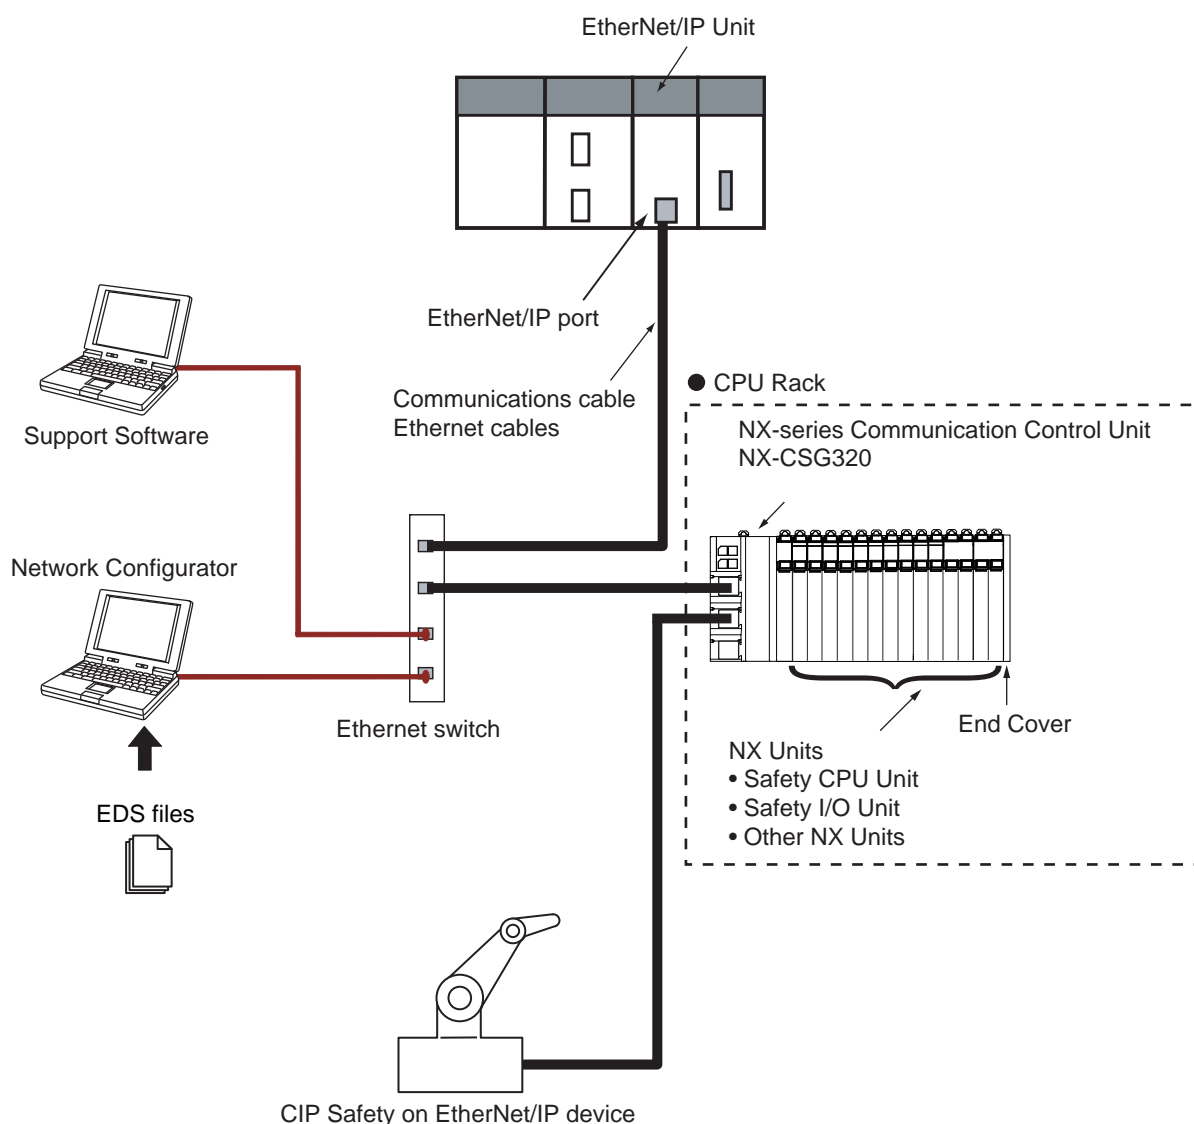 EtherNet/IP Unit
EtherNet/IP port
Communications cable
Ethernet cables
● CPU Rack
NX-series Communication Control Unit
NX-CSG320
Support Software
Network Configurator
Ethernet switch
End Cover
NX Units
• Safety CPU Unit
• Safety I/O Unit
• Other NX Units
EDS files
CIP Safety on EtherNet/IP device